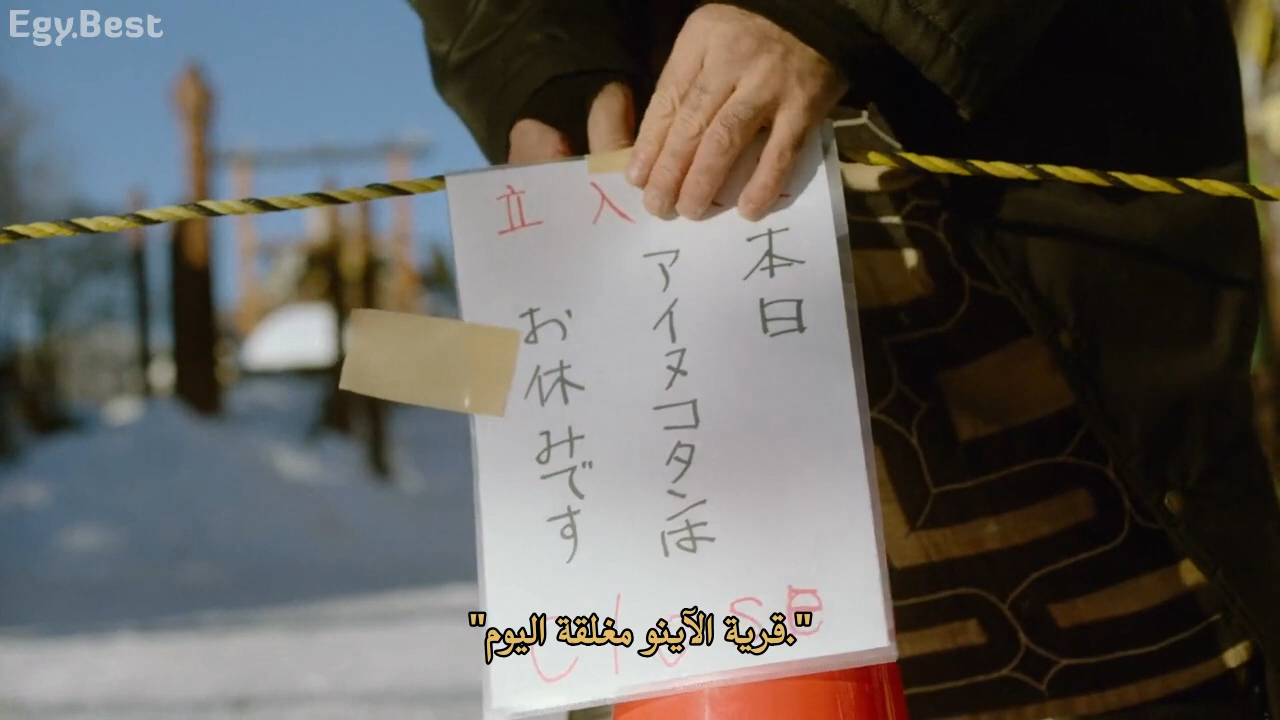 Egy.Best
立入
本日
アイヌコタンは
お休みです
Close
"قرية الآينو مغلقة اليوم."